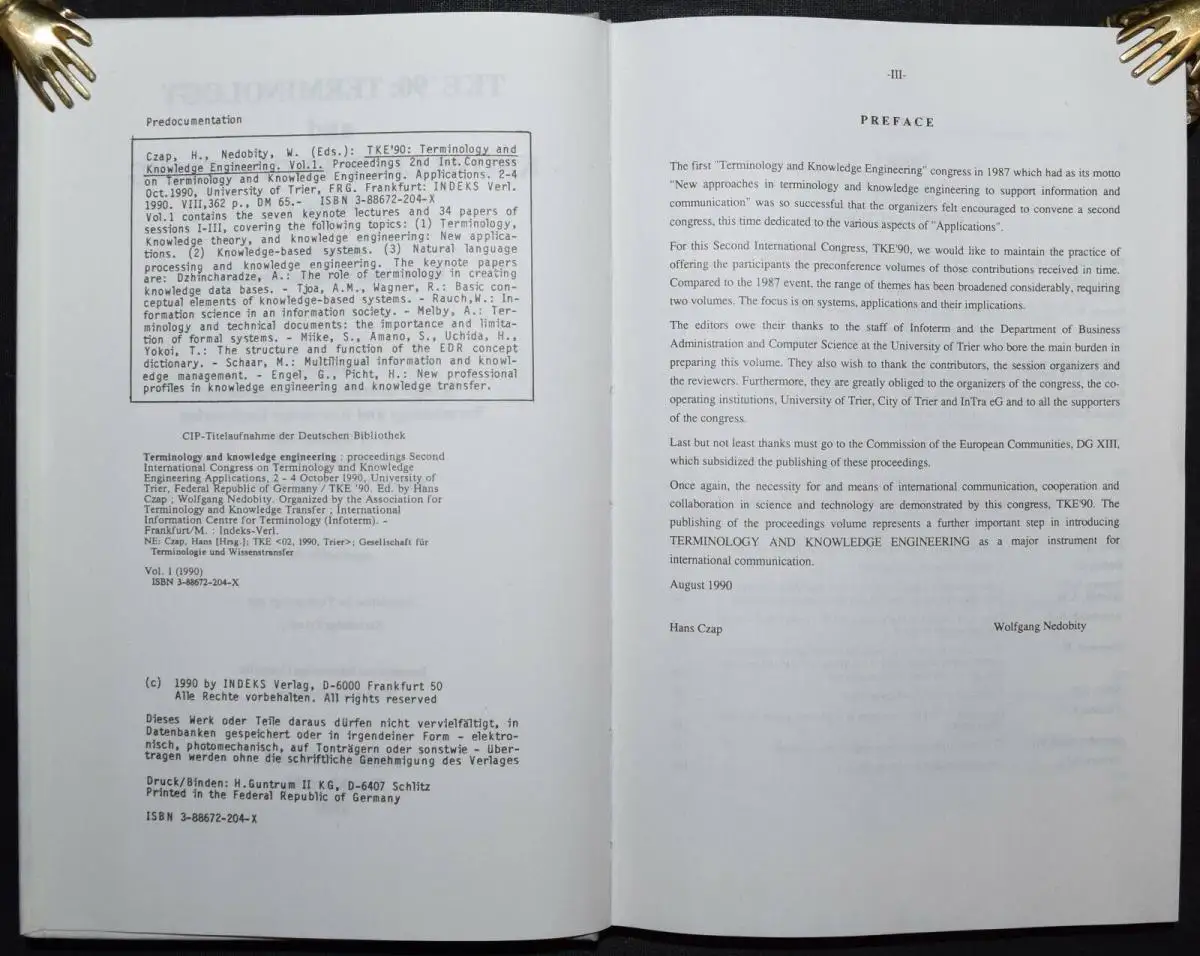 Predocumentation
Czap, H., Nedobity, W. (Eds.): TKE'90: Terminology and
Knowledge Engineering. Vol.1. Proceedings 2nd Int.Congress
on Terminology and Knowledge Engineering. Applications. 2-4
Oct.1990, University of Trier, FRG. Frankfurt: INDEKS Verl.
1990. VIII,362 p., DM 65.- ISBN 3-88672-204-X
Vol.1 contains the seven keynote lectures and 34 papers of
sessions I-III, covering the following topics: (1) Terminology,
Knowledge theory, and knowledge engineering: New applica-
tions. (2) Knowledge-based systems. (3) Natural language
processing and knowledge engineering. The keynote papers
are: Dzhincharadze, A.: The role of terminology in creating
knowledge data bases. - Tjoa, A.M., Wagner, R.: Basic con-
ceptual elements of knowledge-based systems. - Rauch,W.: In-
formation science in an information society. - Melby, A.: Ter-
minology and technical documents: the importance and limita-
tion of formal systems. - Miike, S., Amano, S., Uchida, H.,
Yokoi, T.: The structure and function of the EDR concept
dictionary. - Schaar, M.: Multilingual information and knowl-
edge management. - Engel, G., Picht, H.: New professional
profiles in knowledge engineering and knowledge transfer.
CIP-Titelaufnahme der Deutschen Bibliothek
Terminology and knowledge engineering : proceedings Second
International Congress on Terminology and Knowledge
Engineering Applications, 2 - 4 October 1990, University of
Trier, Federal Republic of Germany / TKE '90. Ed. by Hans
Czap ; Wolfgang Nedobity. Organized by the Association for
Terminology and Knowledge Transfer ; International
Information Centre for Terminology (Infoterm). -
Frankfurt/M. : Indeks-Verl.
NE: Czap, Hans [Hrsg.]; TKE <02, 1990, Trier>; Gesellschaft für
Terminologie und Wissenstransfer
Vol. 1 (1990)
ISBN 3-88672-204-X
(c) 1990 by INDEKS Verlag, D-6000 Frankfurt 50
Alle Rechte vorbehalten. All rights reserved
Dieses Werk oder Teile daraus dürfen nicht vervielfältigt, in
Datenbanken gespeichert oder in irgendeiner Form - elektro-
nisch, photomechanisch, auf Tonträgern oder sonstwie - über-
tragen werden ohne die schriftliche Genehmigung des Verlages
Druck/Binden: H.Guntrum II KG, D-6407 Schlitz
Printed in the Federal Republic of Germany
ISBN 3-88672-204-X
-III-
PREFACE
The first "Terminology and Knowledge Engineering" congress in 1987 which had as its motto
"New approaches in terminology and knowledge engineering to support information and
communication" was so successful that the organizers felt encouraged to convene a second
congress, this time dedicated to the various aspects of "Applications".
For this Second International Congress, TKE'90, we would like to maintain the practice of
offering the participants the preconference volumes of those contributions received in time.
Compared to the 1987 event, the range of themes has been broadened considerably, requiring
two volumes. The focus is on systems, applications and their implications.
The editors owe their thanks to the staff of Infoterm and the Department of Business
Administration and Computer Science at the University of Trier who bore the main burden in
preparing this volume. They also wish to thank the contributors, the session organizers and
the reviewers. Furthermore, they are greatly obliged to the organizers of the congress, the co-
operating institutions, University of Trier, City of Trier and InTra eG and to all the supporters
of the congress.
Last but not least thanks must go to the Commission of the European Communities, DG XIII,
which subsidized the publishing of these proceedings.
Once again, the necessity for and means of international communication, cooperation and
collaboration in science and technology are demonstrated by this congress, TKE'90. The
publishing of the proceedings volume represents a further important step in introducing
TERMINOLOGY AND KNOWLEDGE ENGINEERING as a major instrument for
international communication.
August 1990
Hans Czap Wolfgang Nedobity